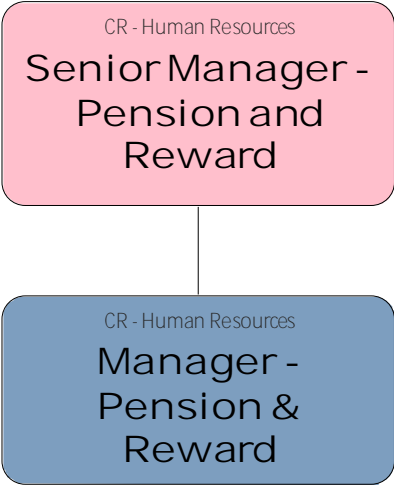 CR - Human Resources
Senior Manager -
Pension and
Reward
CR - Human Resources
Manager -
Pension &
Reward